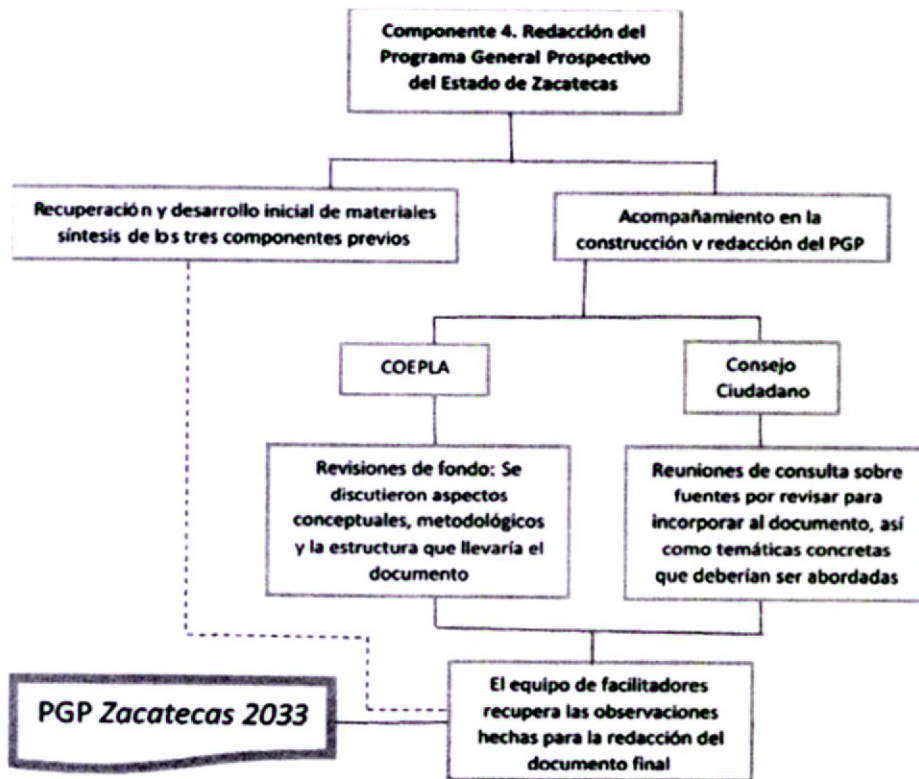 Componente 4. Redacción del
Programa General Prospectivo
del Estado de Zacatecas
Recuperación y desarrollo inicial de materiales
síntesis de los tres componentes previos
Acompañamiento en la
construcción y redacción del PGP
COEPLA
Consejo
Ciudadano
Revisiones de fondo: Se
discutieron aspectos
conceptuales, metodológicos
y la estructura que llevaría el
documento
Reuniones de consulta sobre
fuentes por revisar para
incorporar al documento, así
como temáticas concretas
que deberían ser abordadas
El equipo de facilitadores
recupera las observaciones
hechas para la redacción del
documento final
PGP Zacatecas 2033